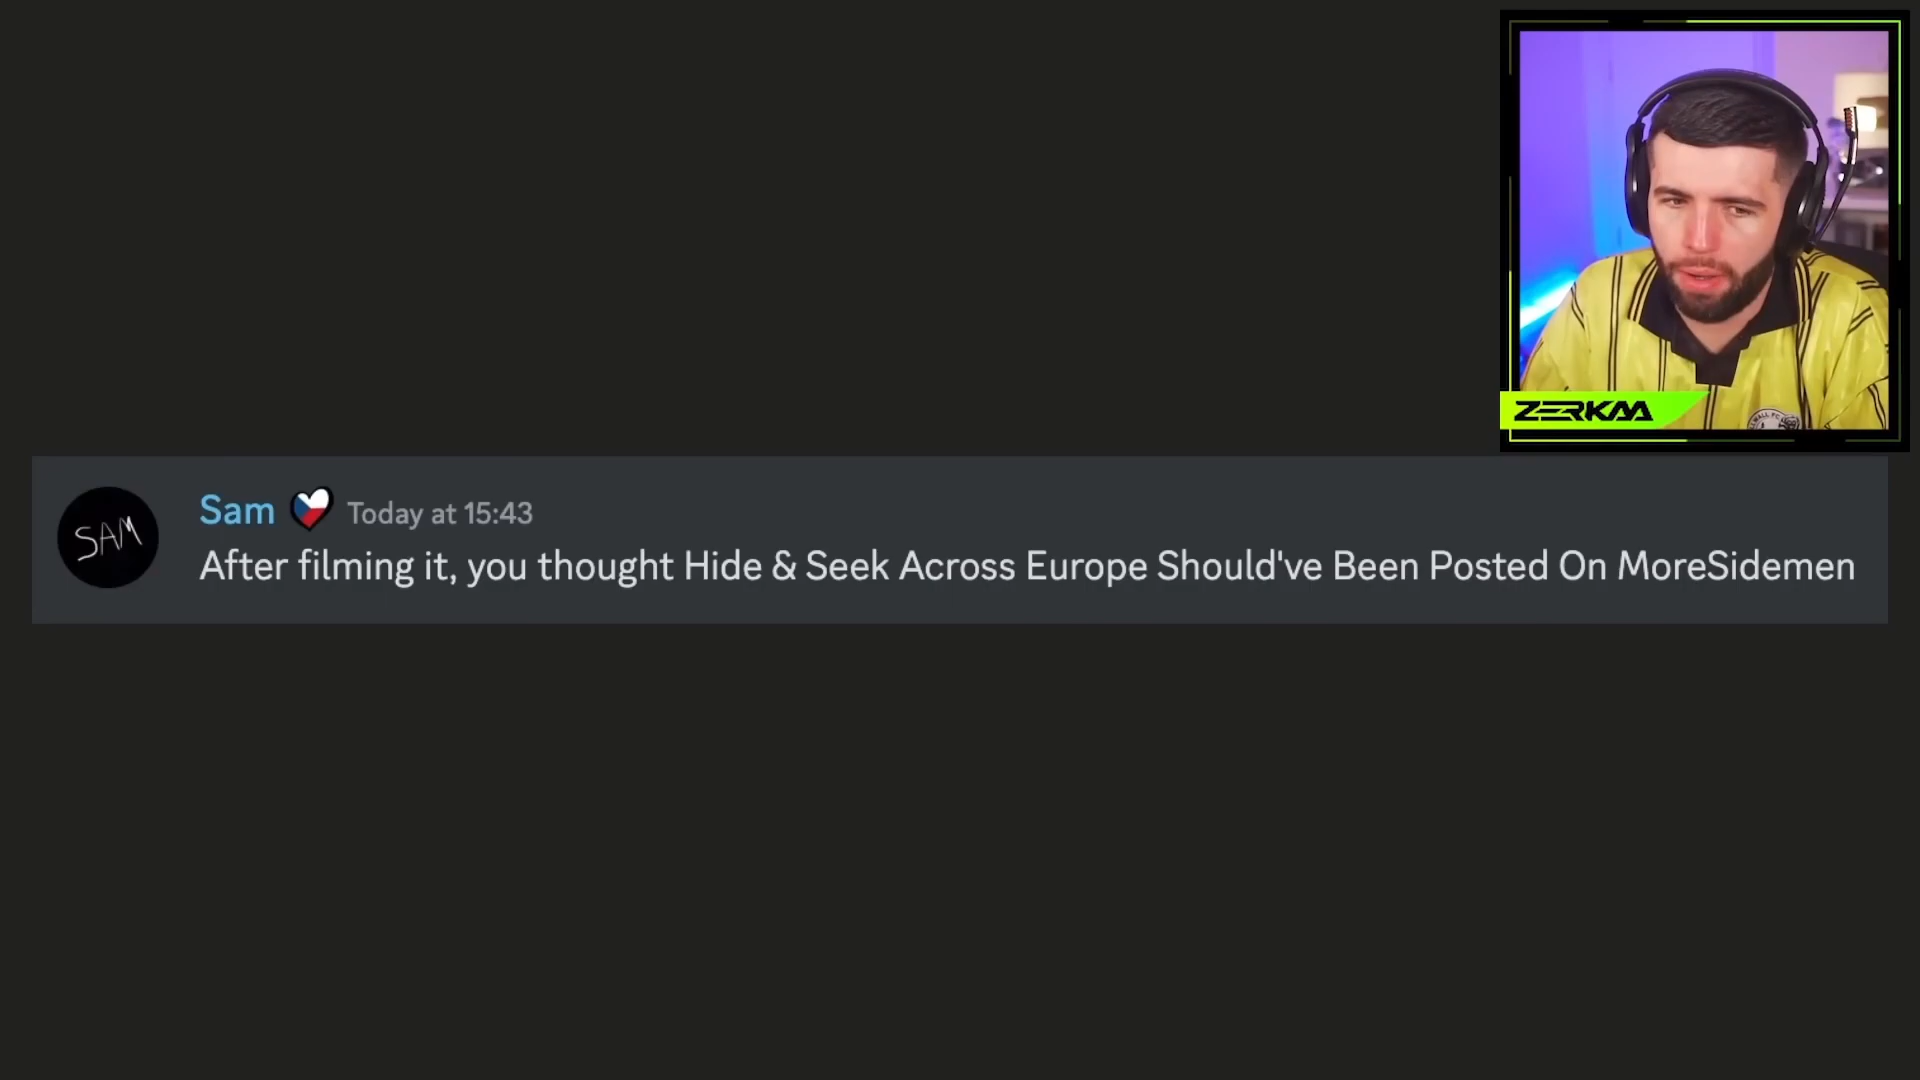 ZERKAA
SAM
Sam Today at 15:43
After filming it, you thought Hide & Seek Across Europe Should've Been Posted On MoreSidemen